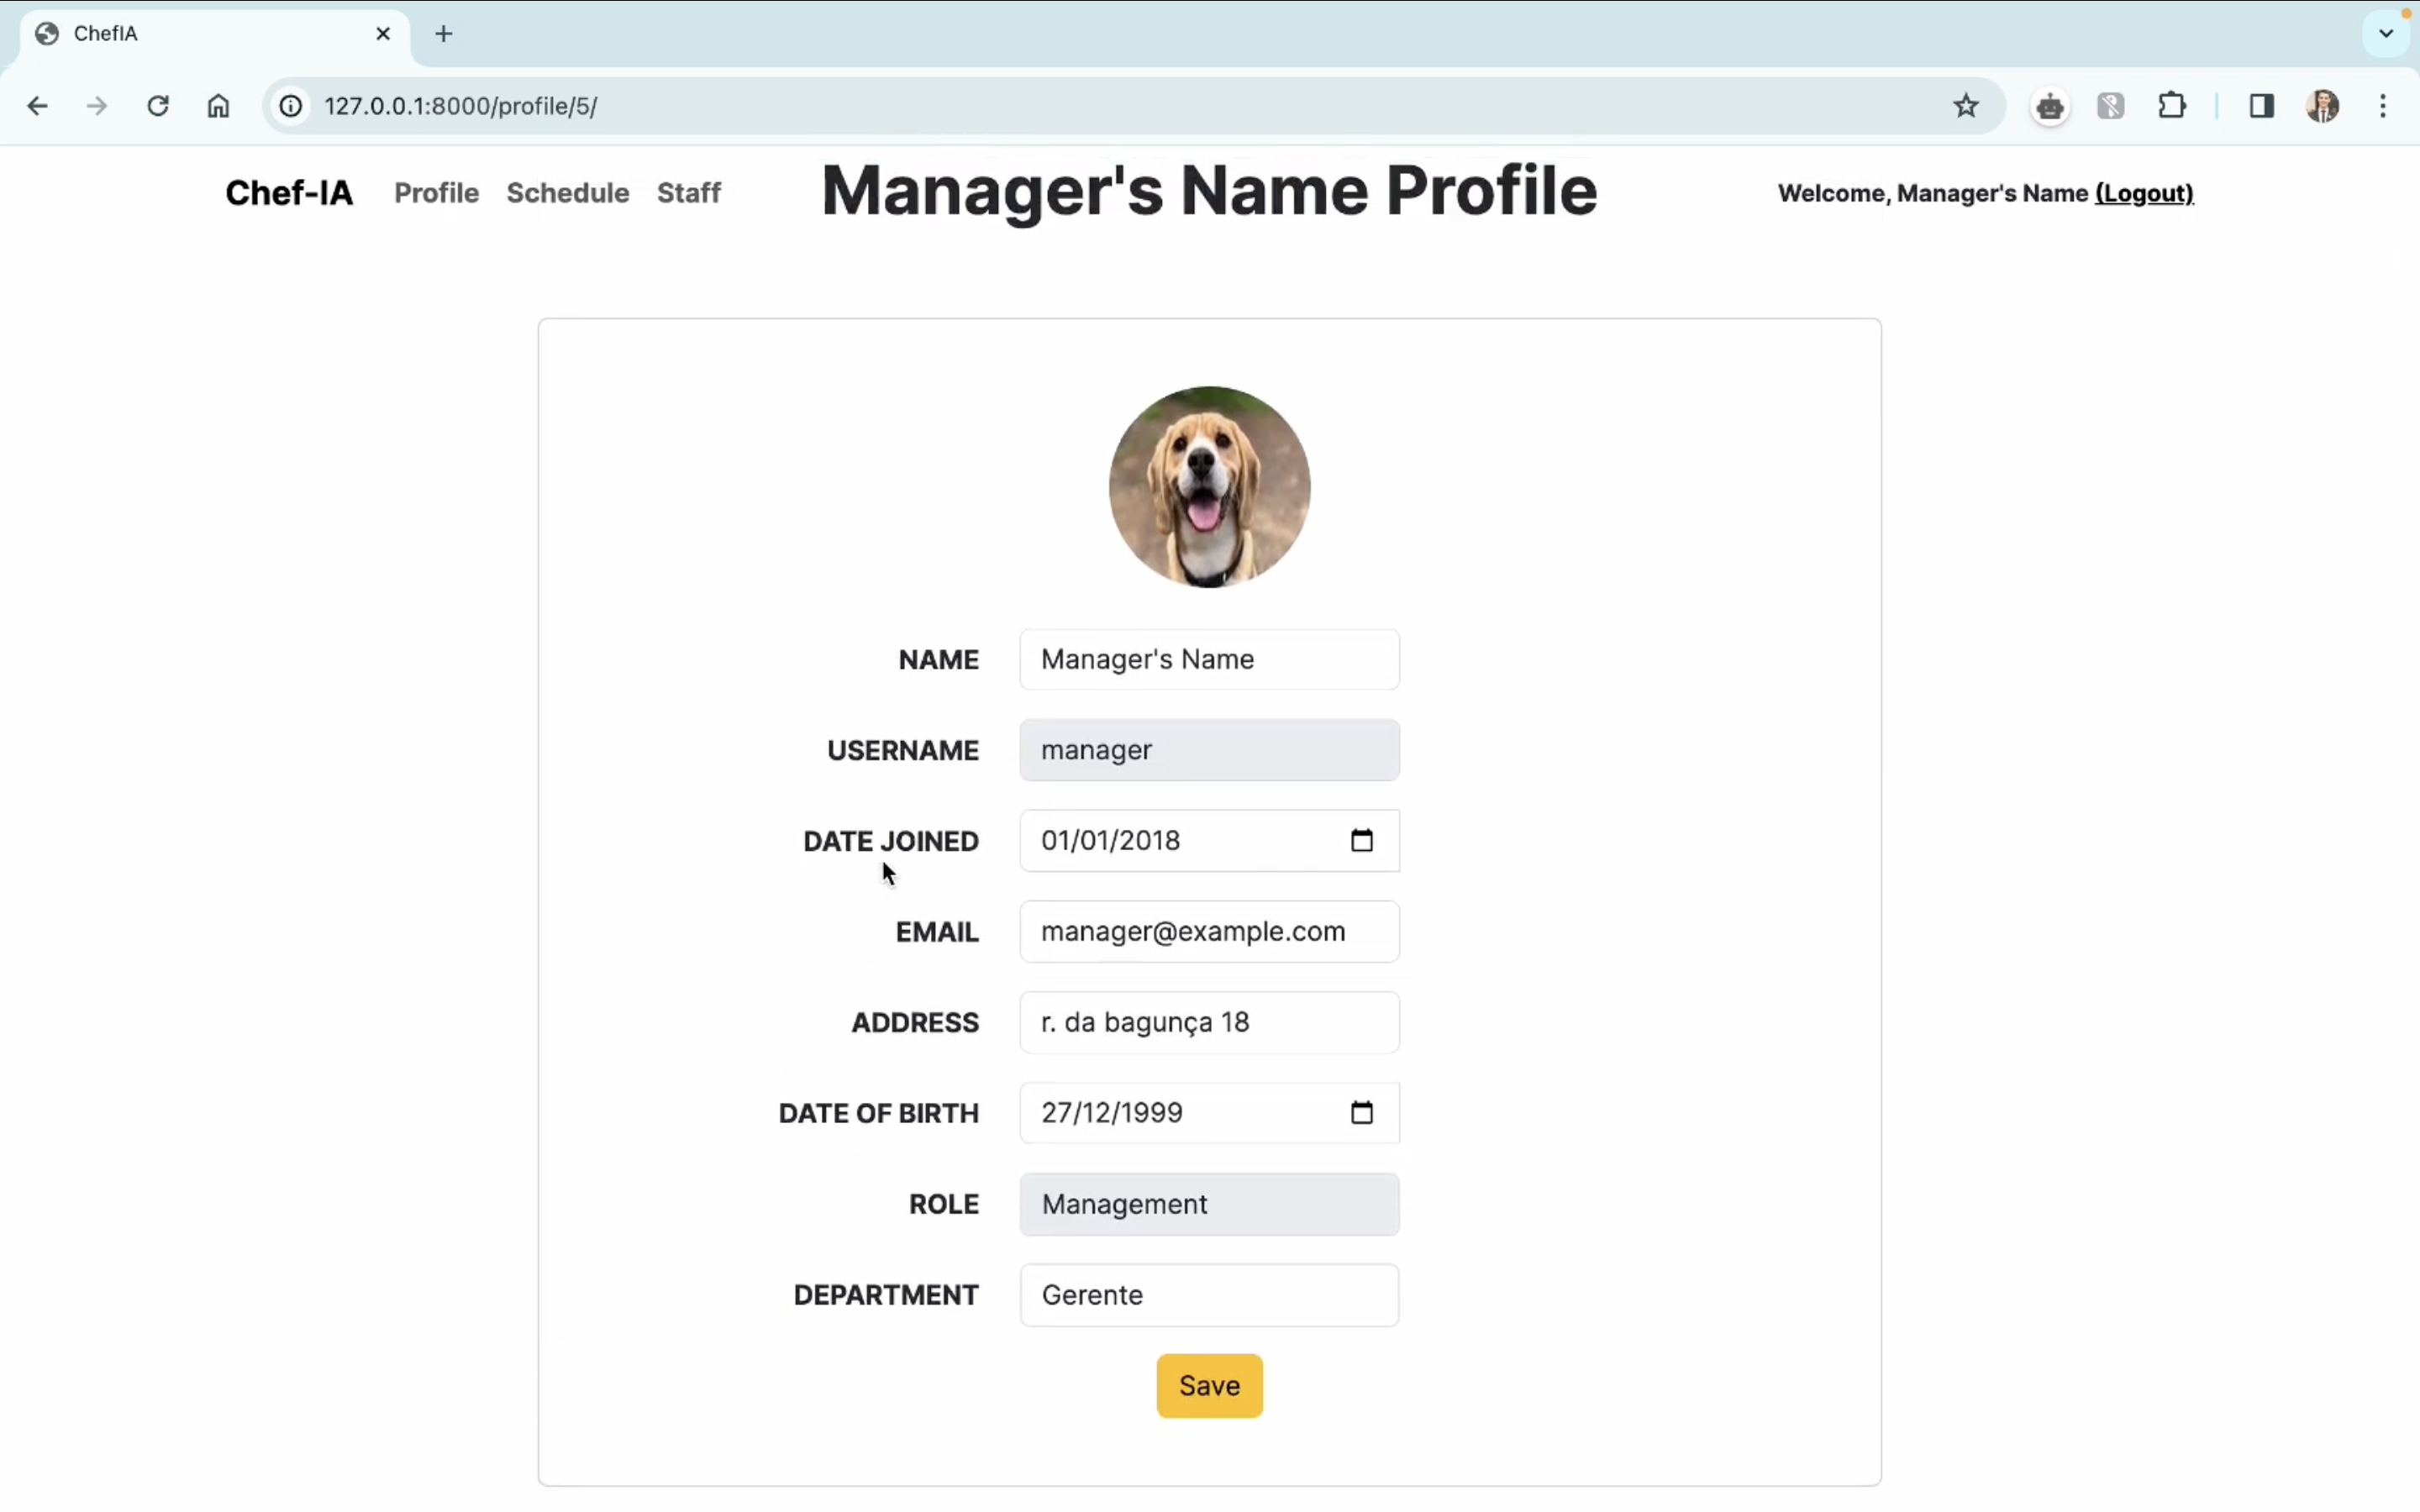 ChefIA
127.0.0.1:8000/profile/5/
Chef-IA Profile Schedule Staff Manager's Name Profile Welcome, Manager's Name (Logout)
NAME Manager's Name
USERNAME manager
DATE JOINED 01/01/2018
EMAIL manager@example.com
ADDRESS r. da bagunça 18
DATE OF BIRTH 27/12/1999
ROLE Management
DEPARTMENT Gerente
Save